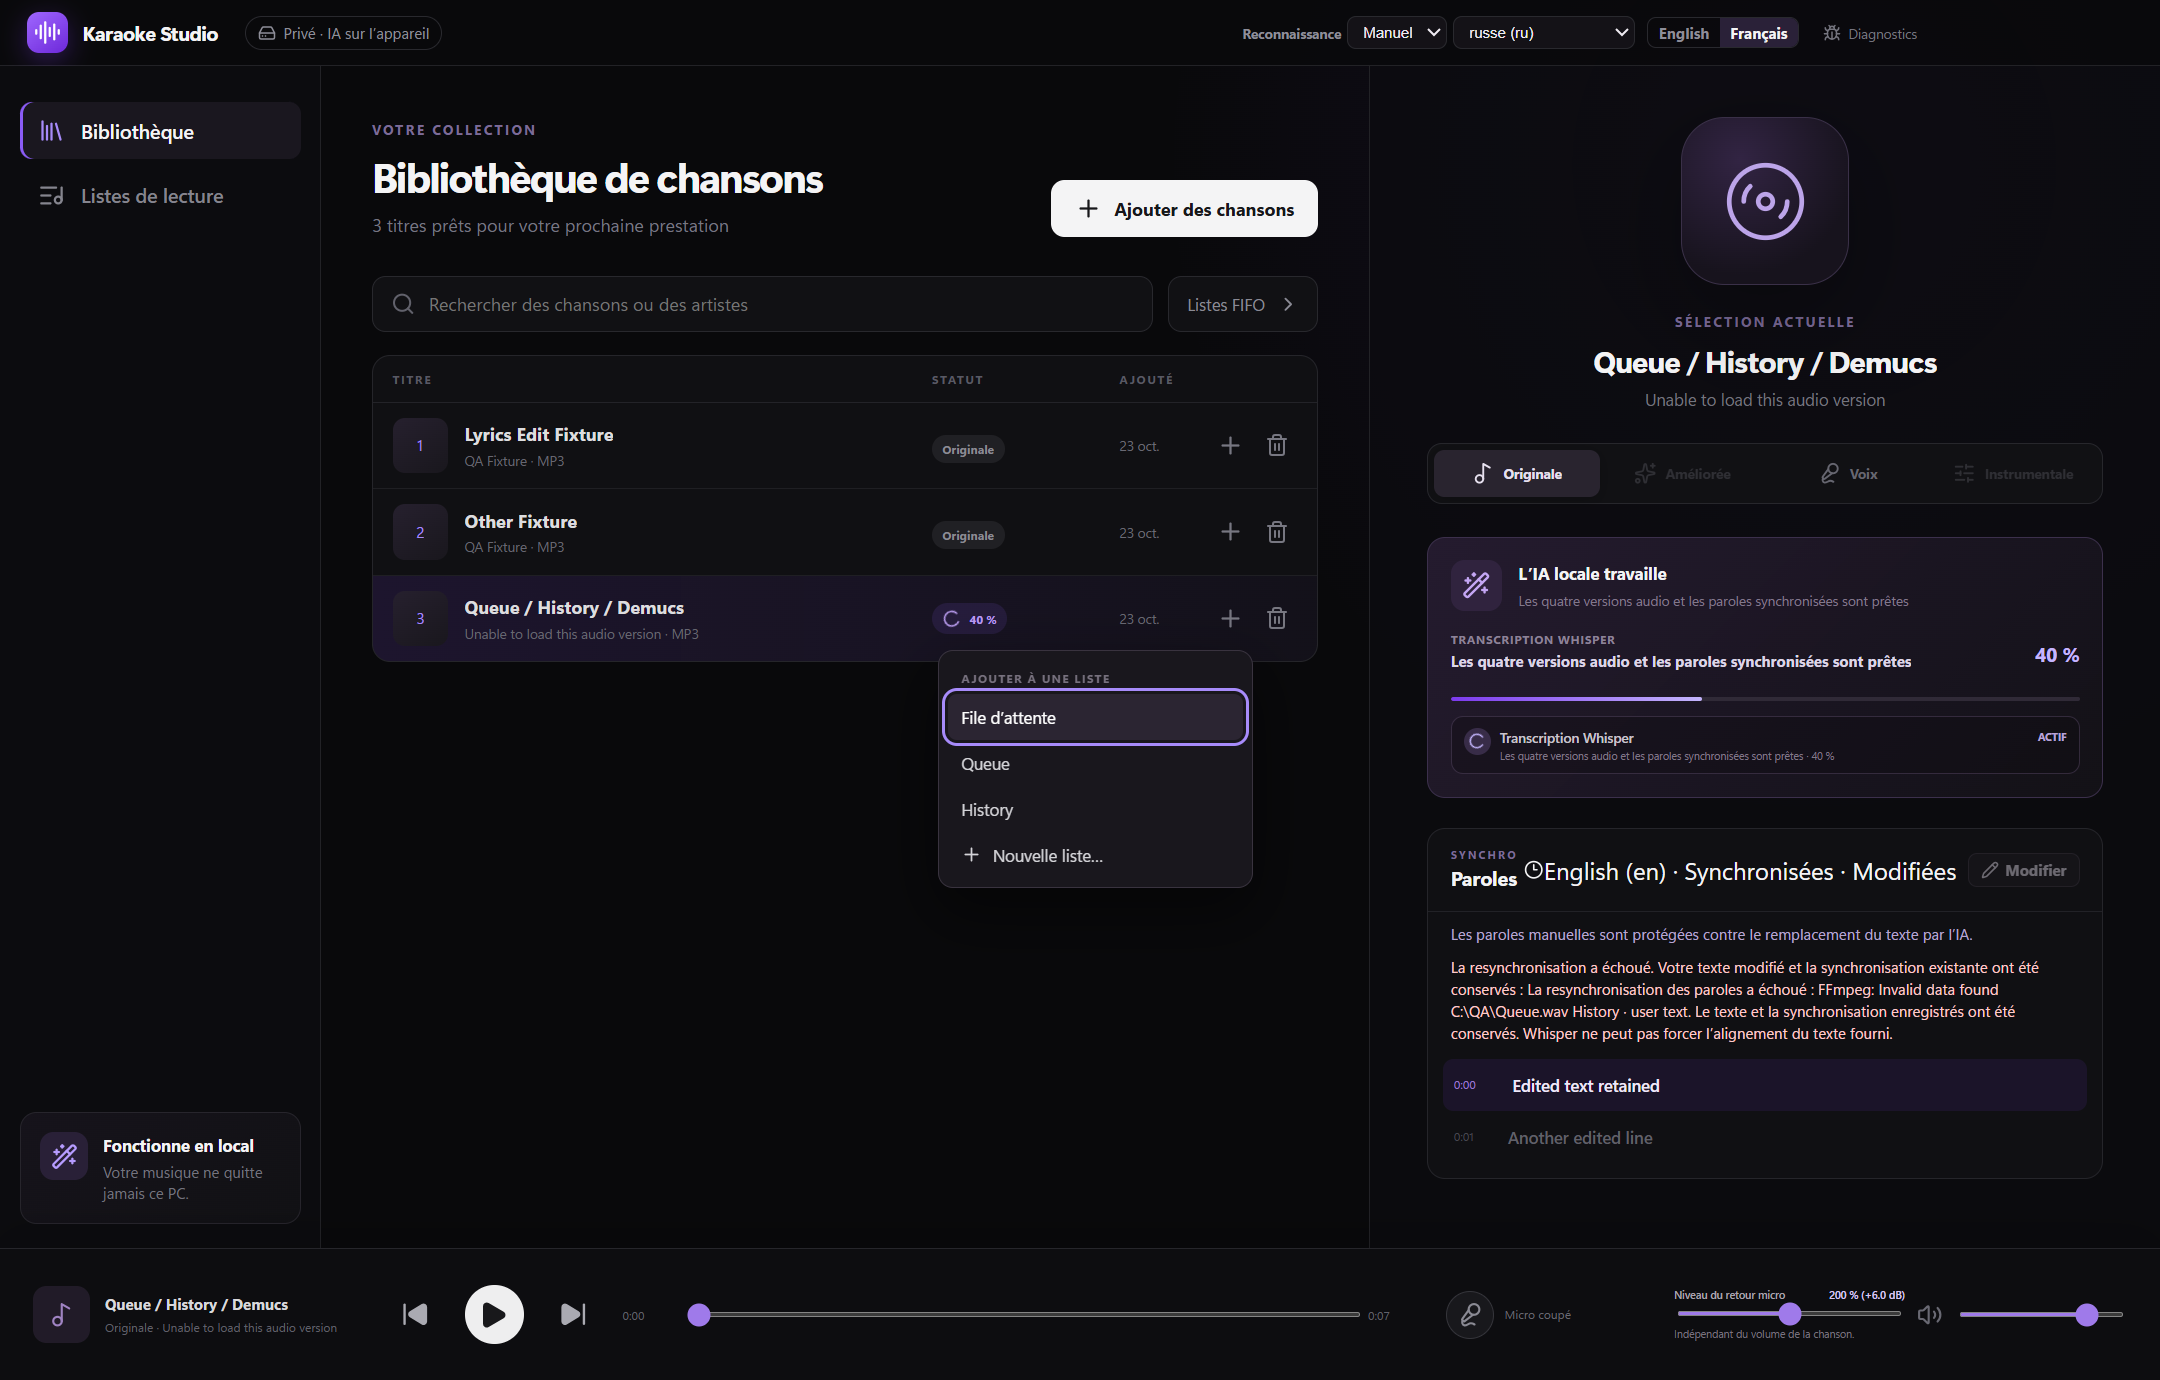 Karaoke Studio
Privé · IA sur l'appareil
Reconnaissance
Manuel
russe (ru)
English
Français
Diagnostics
Bibliothèque
Listes de lecture
VOTRE COLLECTION
Bibliothèque de chansons
3 titres prêts pour votre prochaine prestation
Ajouter des chansons
Rechercher des chansons ou des artistes
Listes FIFO
TITRE
STATUT
AJOUTÉ
1
Lyrics Edit Fixture
QA Fixture · MP3
Originale
23 oct.
2
Other Fixture
QA Fixture · MP3
Originale
23 oct.
3
Queue / History / Demucs
Unable to load this audio version · MP3
40 %
23 oct.
AJOUTER À UNE LISTE
File d'attente
Queue
History
Nouvelle liste…
Fonctionne en local
Votre musique ne quitte
jamais ce PC.
SÉLECTION ACTUELLE
Queue / History / Demucs
Unable to load this audio version
Originale
Améliorée
Voix
Instrumentale
L'IA locale travaille
Les quatre versions audio et les paroles synchronisées sont prêtes
TRANSCRIPTION WHISPER
Les quatre versions audio et les paroles synchronisées sont prêtes
40 %
Transcription Whisper
Les quatre versions audio et les paroles synchronisées sont prêtes · 40 %
ACTIF
SYNCHRO
Paroles
English (en) · Synchronisées · Modifiées
Modifier
Les paroles manuelles sont protégées contre le remplacement du texte par l'IA.
La resynchronisation a échoué. Votre texte modifié et la synchronisation existante ont été
conservés : La resynchronisation des paroles a échoué : FFmpeg: Invalid data found
C:\QA\Queue.wav History · user text. Le texte et la synchronisation enregistrés ont été
conservés. Whisper ne peut pas forcer l'alignement du texte fourni.
0:00
Edited text retained
0:01
Another edited line
Queue / History / Demucs
Originale · Unable to load this audio version
0:00
0:07
Micro coupé
Niveau du retour micro
200 % (+6.0 dB)
Indépendant du volume de la chanson.